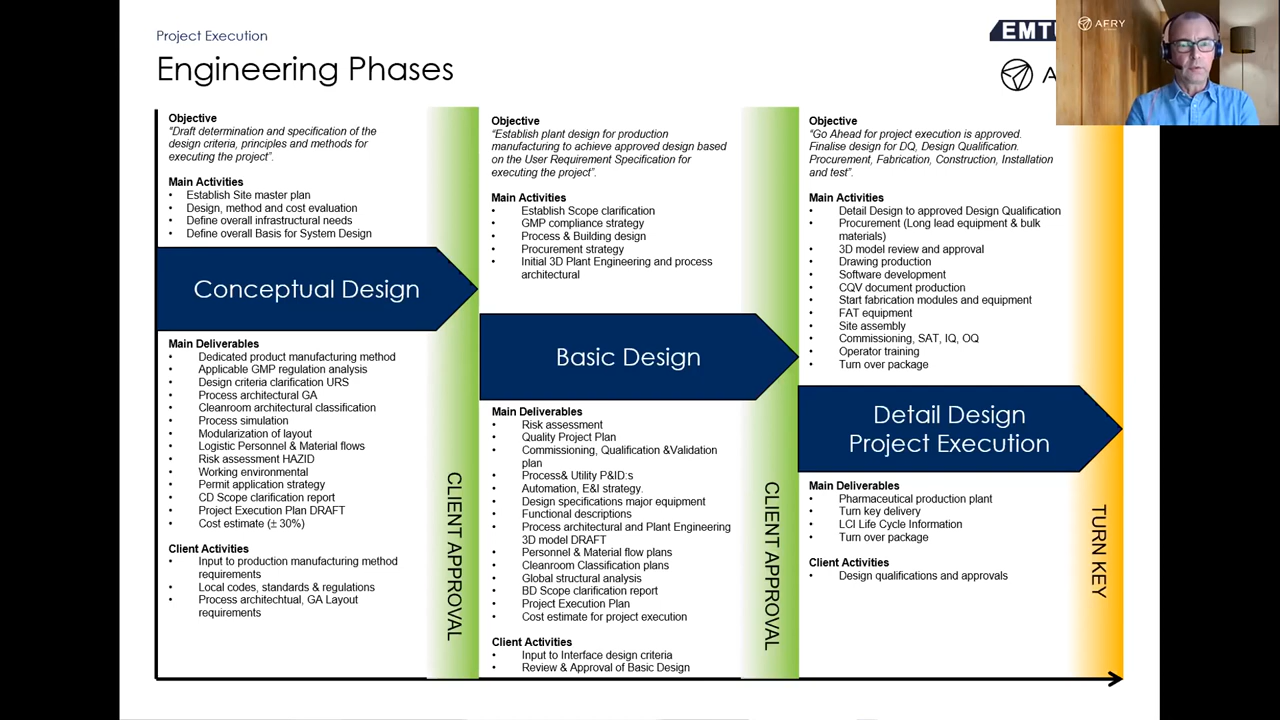 Project Execution
Engineering Phases
EMT
AFRY
Objective
“Draft determination and specification of the
design criteria, principles and methods for
executing the project”.
Main Activities
• Establish Site master plan
• Design, method and cost evaluation
• Define overall infrastructural needs
• Define overall Basis for System Design
Conceptual Design
Main Deliverables
• Dedicated product manufacturing method
• Applicable GMP regulation analysis
• Design criteria clarification URS
• Process architectural GA
• Cleanroom architectural classification
• Process simulation
• Modularization of layout
• Logistic Personnel & Material flows
• Risk assessment HAZID
• Working environmental
• Permit application strategy
• CD Scope clarification report
• Project Execution Plan DRAFT
• Cost estimate (± 30%)
Client Activities
• Input to production manufacturing method
requirements
• Local codes, standards & regulations
• Process architechtual, GA Layout
requirements
CLIENT APPROVAL
Objective
“Establish plant design for production
manufacturing to achieve approved design based
on the User Requirement Specification for
executing the project”.
Main Activities
• Establish Scope clarification
• GMP compliance strategy
• Process & Building design
• Procurement strategy
• Initial 3D Plant Engineering and process
architectural
Basic Design
Main Deliverables
• Risk assessment
• Quality Project Plan
• Commissioning, Qualification &Validation
plan
• Process& Utility P&ID:s
• Automation, E&I strategy.
• Design specifications major equipment
• Functional descriptions
• Process architectural and Plant Engineering
3D model DRAFT
• Personnel & Material flow plans
• Cleanroom Classification plans
• Global structural analysis
• BD Scope clarification report
• Project Execution Plan
• Cost estimate for project execution
Client Activities
• Input to Interface design criteria
• Review & Approval of Basic Design
CLIENT APPROVAL
Objective
“Go Ahead for project execution is approved.
Finalise design for DQ, Design Qualification.
Procurement, Fabrication, Construction, Installation
and test”.
Main Activities
• Detail Design to approved Design Qualification
• Procurement (Long lead equipment & bulk
materials)
• 3D model review and approval
• Drawing production
• Software development
• CQV document production
• Start fabrication modules and equipment
• FAT equipment
• Site assembly
• Commissioning, SAT, IQ, OQ
• Operator training
• Turn over package
Detail Design
Project Execution
Main Deliverables
• Pharmaceutical production plant
• Turn key delivery
• LCI Life Cycle Information
• Turn over package
Client Activities
• Design qualifications and approvals
TURN KEY